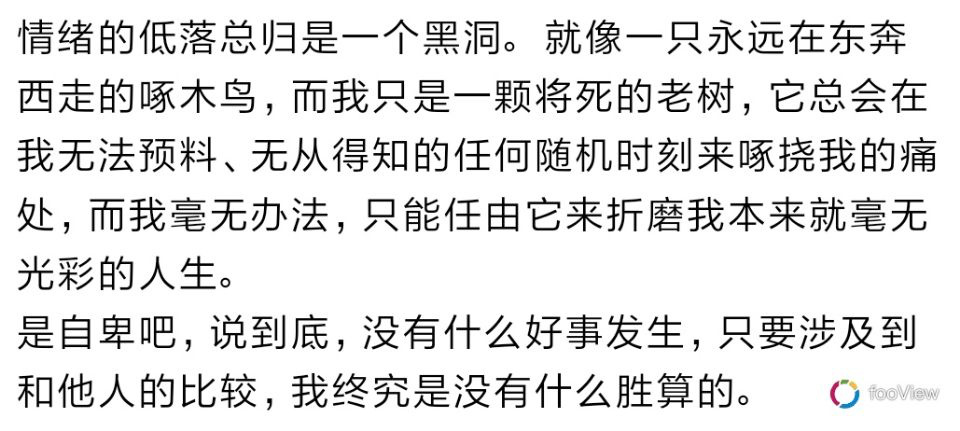 情绪的低落总归是一个黑洞。就像一只永远在东奔
西走的啄木鸟，而我只是一颗将死的老树，它总会在
我无法预料、无从得知的任何随机时刻来啄挠我的痛
处，而我毫无办法，只能任由它来折磨我本来就毫无
光彩的人生。
是自卑吧，说到底，没有什么好事发生，只要涉及到
和他人的比较，我终究是没有什么胜算的。
fooView